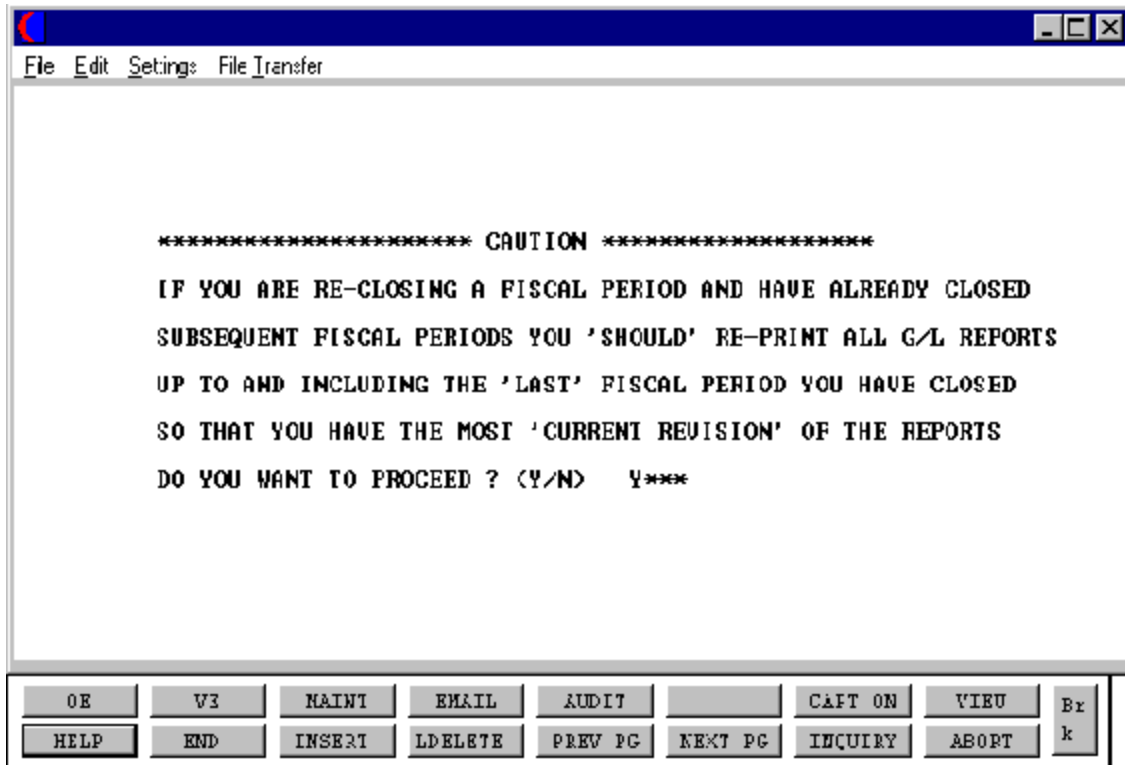 File Edit Settings File Transfer
*********************** CAUTION *******************
IF YOU ARE RE-CLOSING A FISCAL PERIOD AND HAVE ALREADY CLOSED
SUBSEQUENT FISCAL PERIODS YOU 'SHOULD' RE-PRINT ALL G/L REPORTS
UP TO AND INCLUDING THE 'LAST' FISCAL PERIOD YOU HAVE CLOSED
SO THAT YOU HAVE THE MOST 'CURRENT REVISION' OF THE REPORTS
DO YOU WANT TO PROCEED ? (Y/N) Y***
OE V3 MAINT EMAIL AUDIT CAPT ON VIEW Br
HELP END INSERT LDELETE PREV PG NEXT PG INQUIRY ABORT k